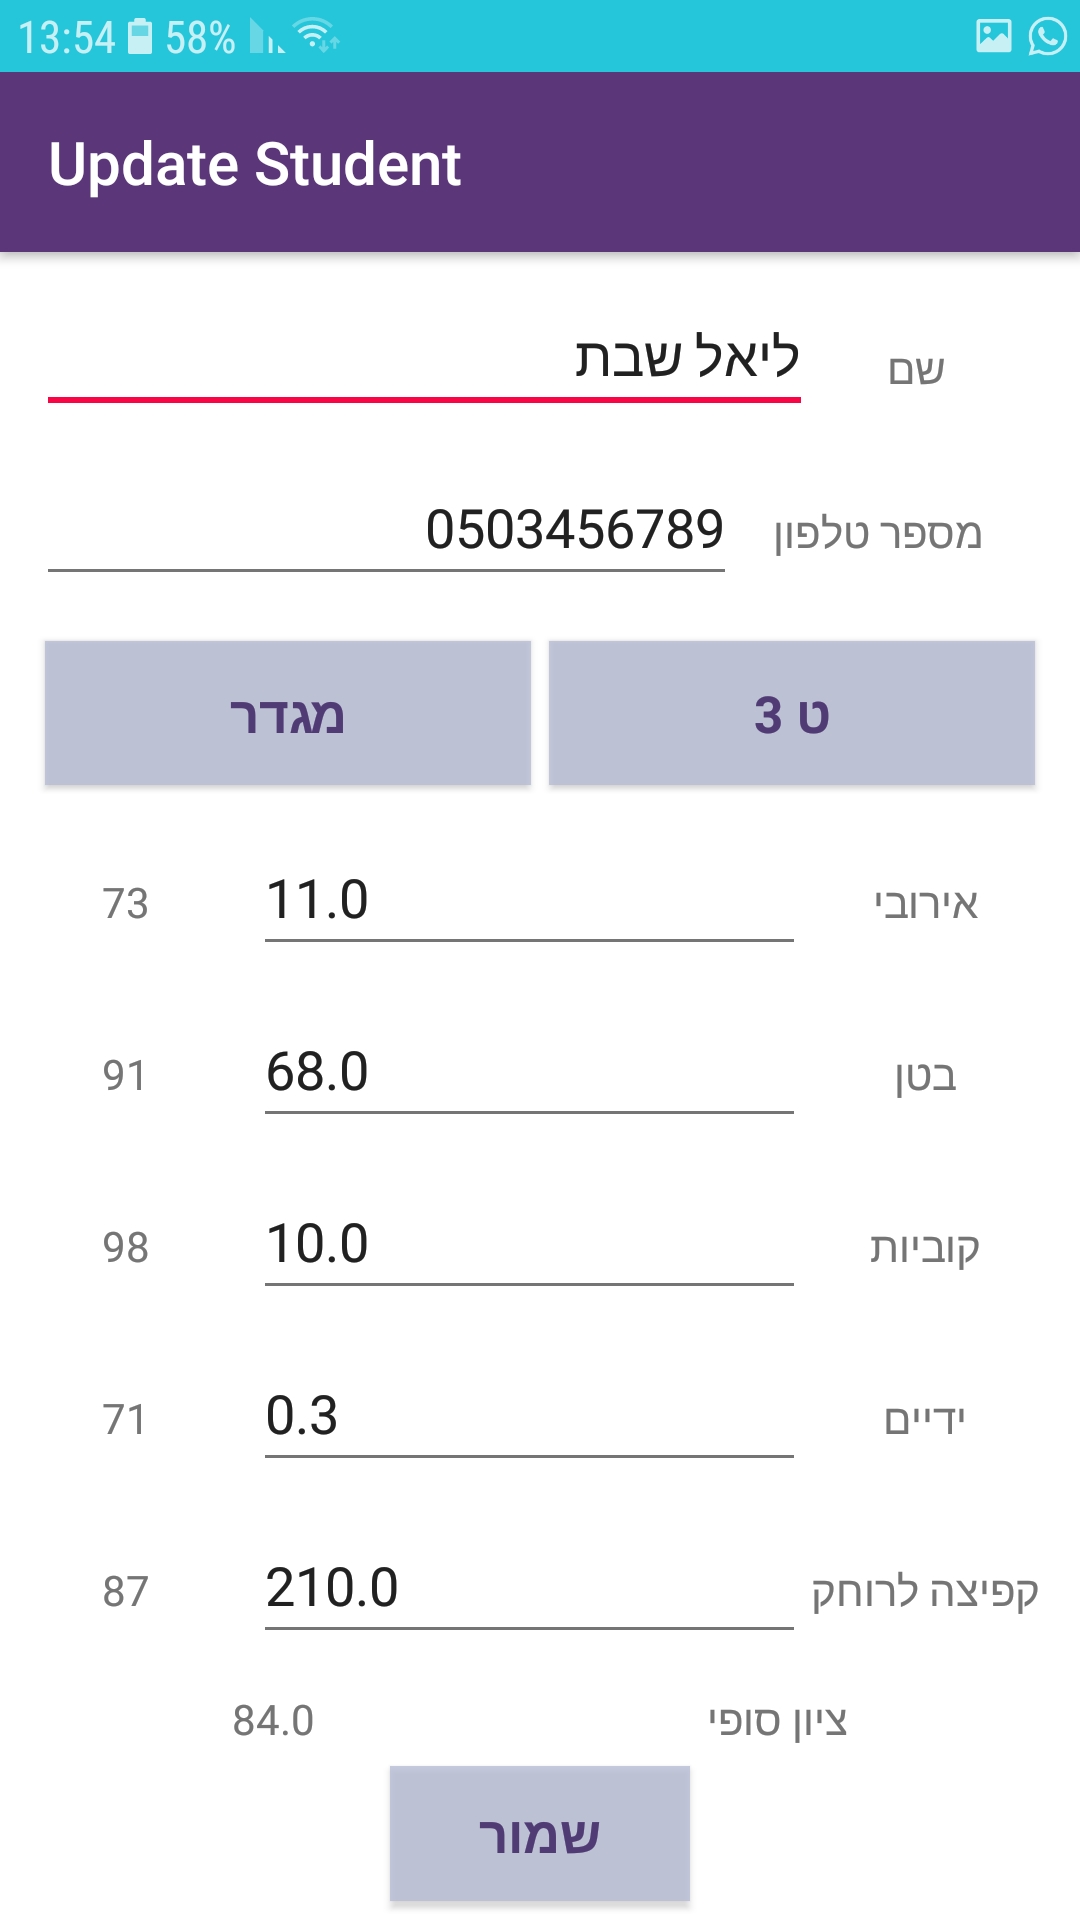 13:54 58%
Update Student
שם ליאל שבת
מספר טלפון 0503456789
ט 3 מגדר
אירובי 11.0 73
בטן 68.0 91
קוביות 10.0 98
ידיים 0.3 71
קפיצה לרוחק 210.0 87
ציון סופי 84.0
שמור